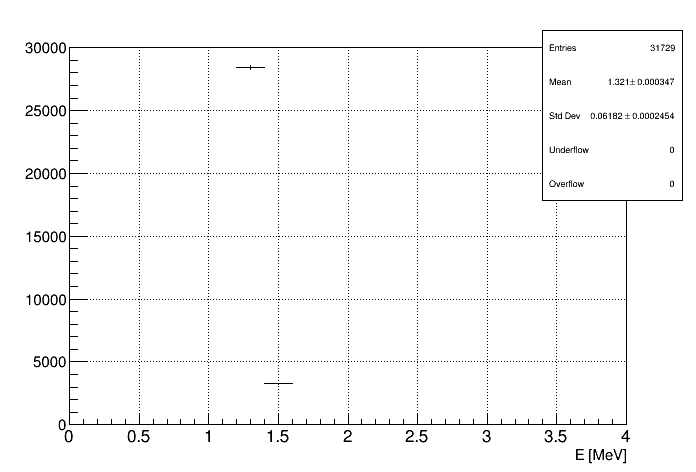 30000
25000
20000
15000
10000
5000
0
0 0.5 1 1.5 2 2.5 3 3.5 4
E [MeV]
Entries 31729
Mean 1.321± 0.000347
Std Dev 0.06182 ± 0.0002454
Underflow 0
Overflow 0